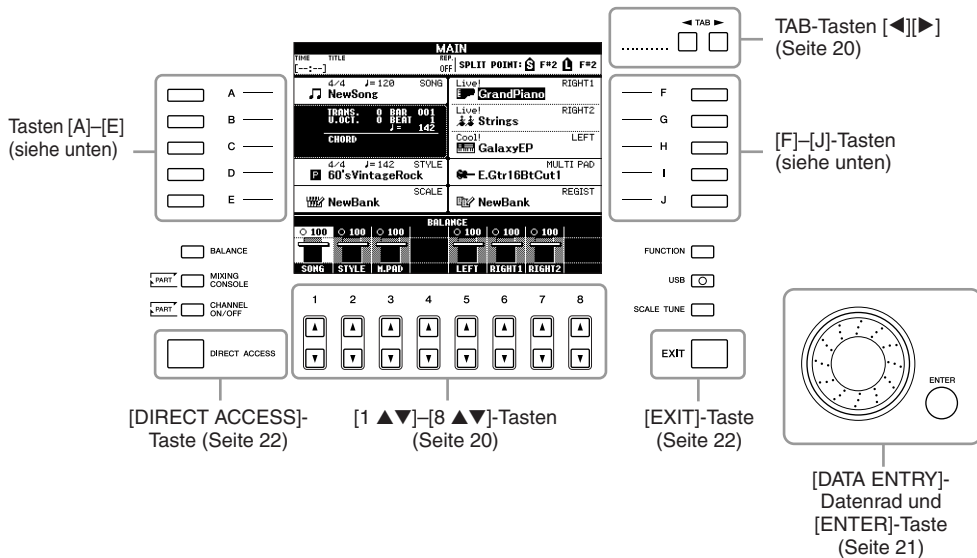 ◄ TAB ►
TAB-Tasten [◀][▶]
(Seite 20)
MAIN
TIME TITLE REP.
[--:--] OFF SPLIT POINT: S F#2 L F#2
4/4 ♩=120 SONG
NewSong
TRANS. 0 BAR 001
U.OCT. 0 BEAT 1
♩= 142
CHORD
4/4 ♩=142 STYLE
P 60'sVintageRock
SCALE
NewBank
Live! RIGHT1
GrandPiano
Live! RIGHT2
Strings
Cool! LEFT
GalaxyEP
MULTI PAD
E.Gtr16BtCut1
REGIST
NewBank
BALANCE
100 100 100 100 100 100
SONG STYLE M.PAD LEFT RIGHT1 RIGHT2
Tasten [A]–[E]
(siehe unten)
A
B
C
D
E
F
G
H
I
J
[F]–[J]-Tasten
(siehe unten)
BALANCE
PART MIXING
CONSOLE
PART CHANNEL
ON/OFF
DIRECT ACCESS
1 2 3 4 5 6 7 8
FUNCTION
USB
SCALE TUNE
EXIT
ENTER
[DIRECT ACCESS]-
Taste (Seite 22)
[1 ▲▼]–[8 ▲▼]-Tasten
(Seite 20)
[EXIT]-Taste
(Seite 22)
[DATA ENTRY]-
Datenrad und
[ENTER]-Taste
(Seite 21)